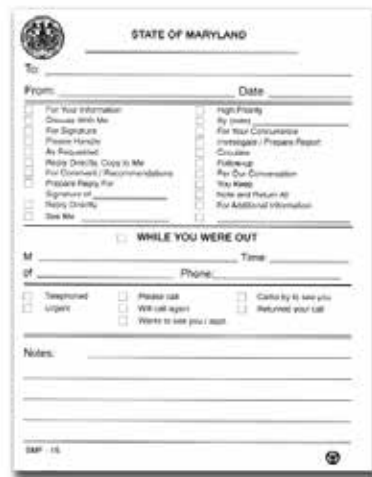 STATE OF MARYLAND
To:
From: Date
For Your Information High Priority
Discuss With Me By (date)
For Signature For Your Concurrence
Please Handle Investigate / Prepare Report
As Requested Circulate
Reply Directly, Copy to Me Follow-up
For Comment / Recommendations Per Our Conversation
Prepare Reply For You Keep
Signature of Note and Return All
Reply Directly For Additional Information
See Me
WHILE YOU WERE OUT
M Time
of Phone:
Telephoned Please call Came by to see you
Urgent Will call again Returned your call
Wants to see you / appt.
Notes:
SMF - 15